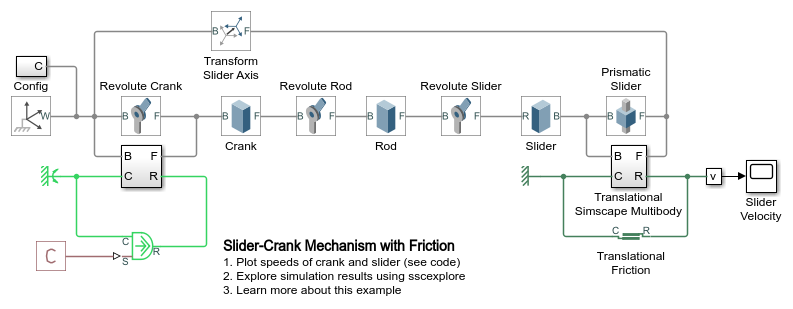 B F
Transform
Slider Axis
C
Config
Revolute Crank
Revolute Rod
Revolute Slider
Prismatic
Slider
W
B F
B F
B F
B F
B F
R B
B F
Crank
Rod
Slider
B F
C R
B F
C R
v
Translational
Simscape Multibody
Slider
Velocity
C
R
S
C
C R
Translational
Friction
Slider-Crank Mechanism with Friction
1. Plot speeds of crank and slider (see code)
2. Explore simulation results using sscexplore
3. Learn more about this example